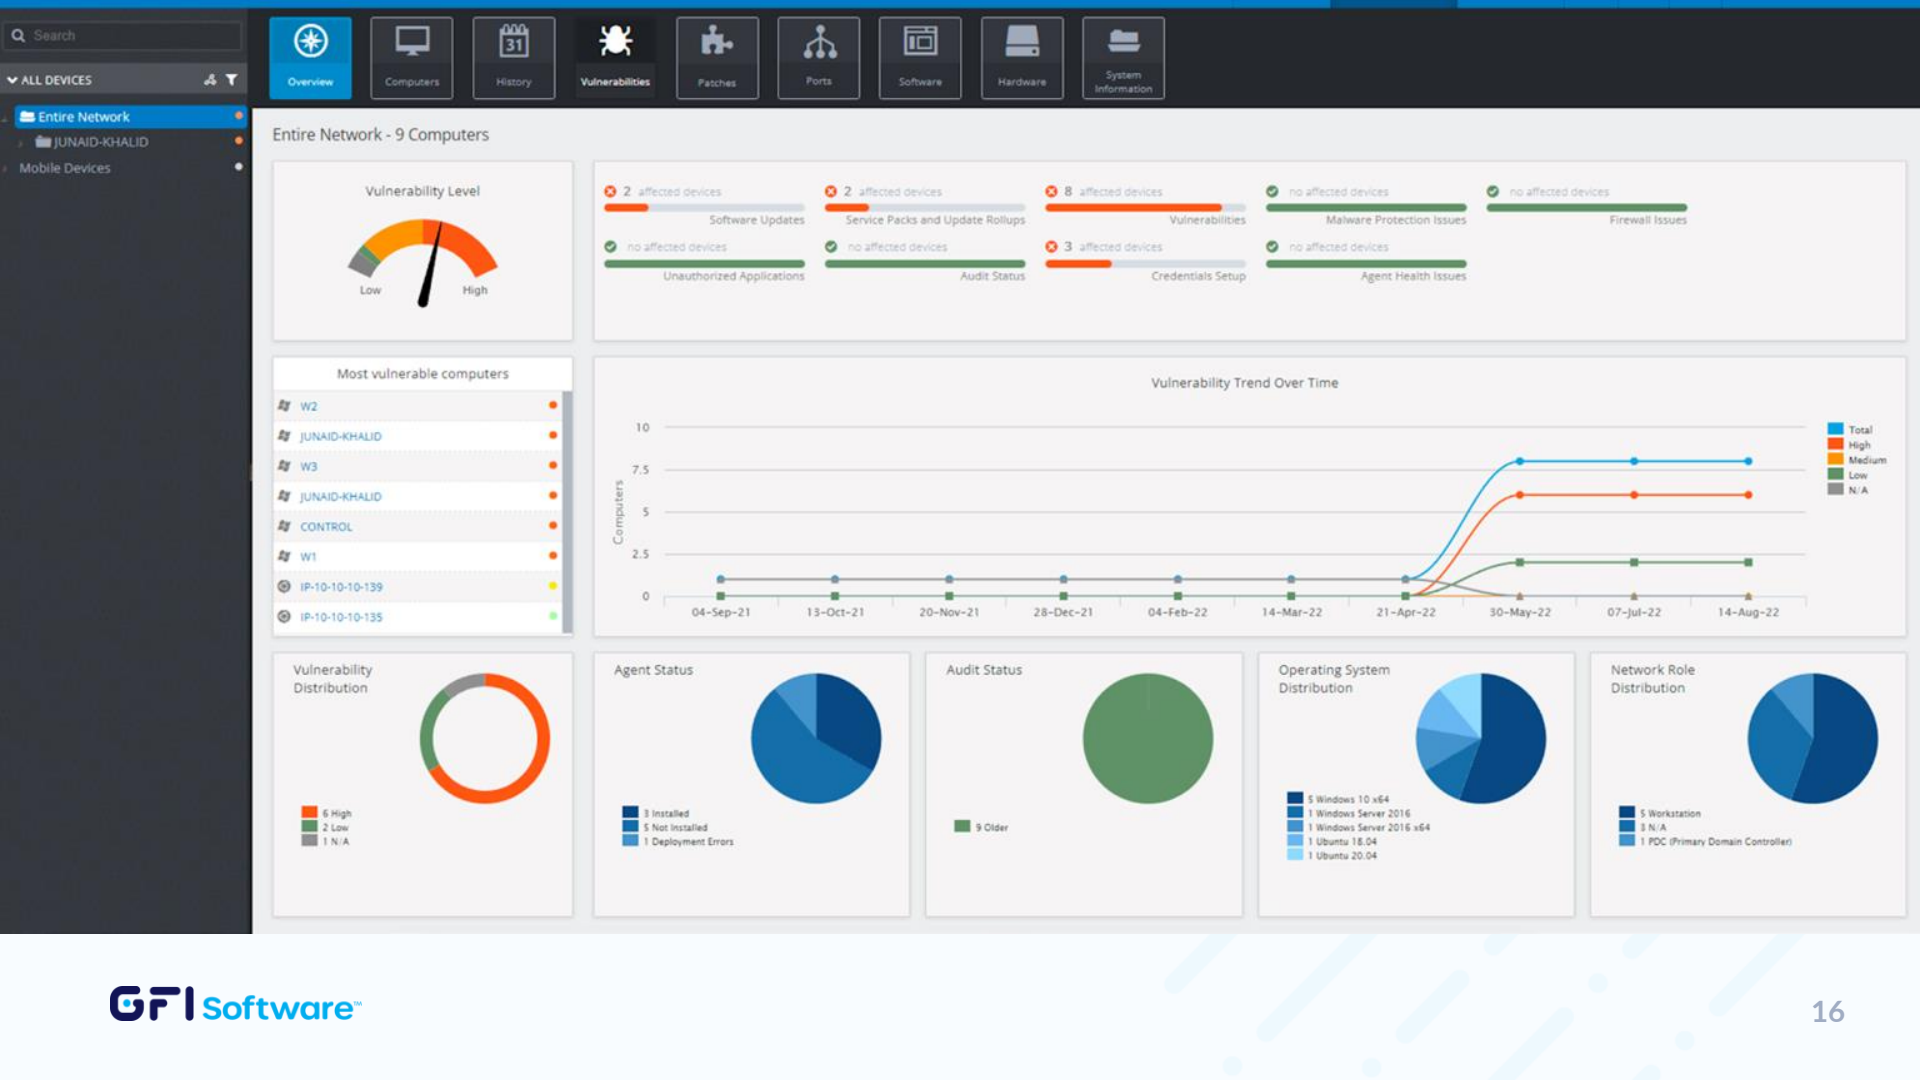 Search
ALL DEVICES
Entire Network
JUNAID-KHALID
Mobile Devices
Overview
Computers
31
History
Vulnerabilities
Patches
Ports
Software
Hardware
System
Information
Entire Network - 9 Computers
Vulnerability Level
Low
High
2 affected devices
Software Updates
2 affected devices
Service Packs and Update Rollups
8 affected devices
Vulnerabilities
no affected devices
Malware Protection Issues
no affected devices
Firewall Issues
no affected devices
Unauthorized Applications
no affected devices
Audit Status
3 affected devices
Credentials Setup
no affected devices
Agent Health Issues
Most vulnerable computers
W2
JUNAID-KHALID
W3
JUNAID-KHALID
CONTROL
W1
IP-10-10-10-139
IP-10-10-10-135
Vulnerability Trend Over Time
Computers
10
7.5
5
2.5
0
04-Sep-21
13-Oct-21
20-Nov-21
28-Dec-21
04-Feb-22
14-Mar-22
21-Apr-22
30-May-22
07-Jul-22
14-Aug-22
Total
High
Medium
Low
N/A
Vulnerability
Distribution
6 High
2 Low
1 N/A
Agent Status
3 Installed
5 Not Installed
1 Deployment Errors
Audit Status
9 Older
Operating System
Distribution
5 Windows 10 x64
1 Windows Server 2016
1 Windows Server 2016 x64
1 Ubuntu 18.04
1 Ubuntu 20.04
Network Role
Distribution
5 Workstation
3 N/A
1 PDC (Primary Domain Controller)
GFI Software™
16